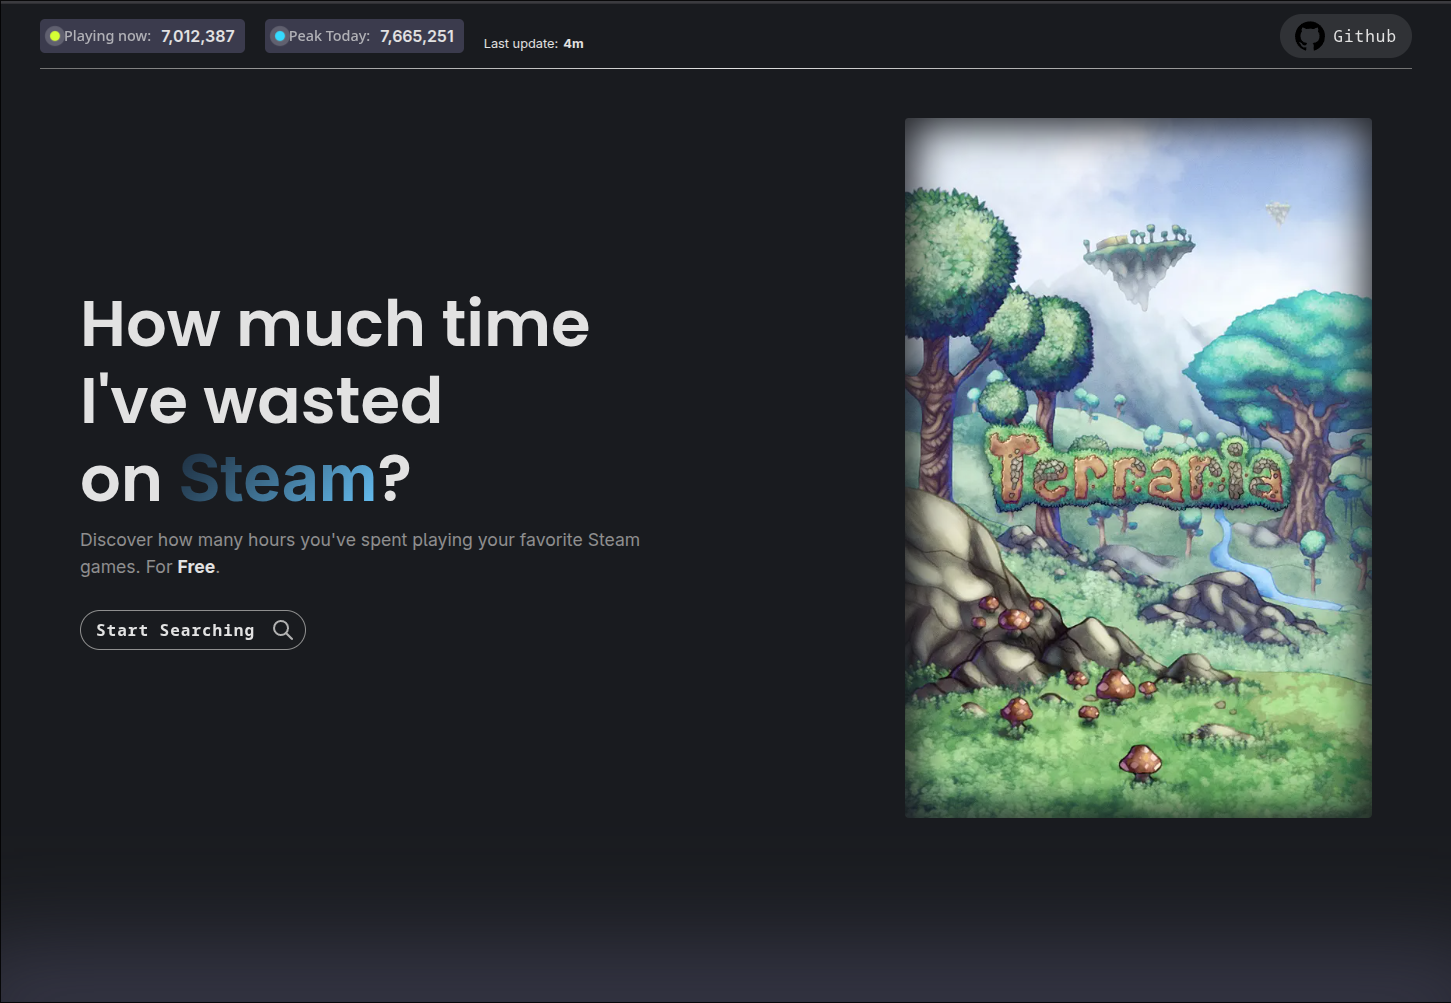 Playing now: 7,012,387
Peak Today: 7,665,251
Last update: 4m
Github
How much time
I've wasted
on Steam?
Discover how many hours you've spent playing your favorite Steam
games. For Free.
Start Searching
Terraria